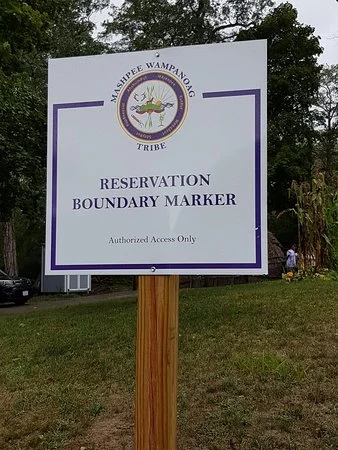 MASHPEE WAMPANOAG
TRIBE
RESERVATION
BOUNDARY MARKER
Authorized Access Only